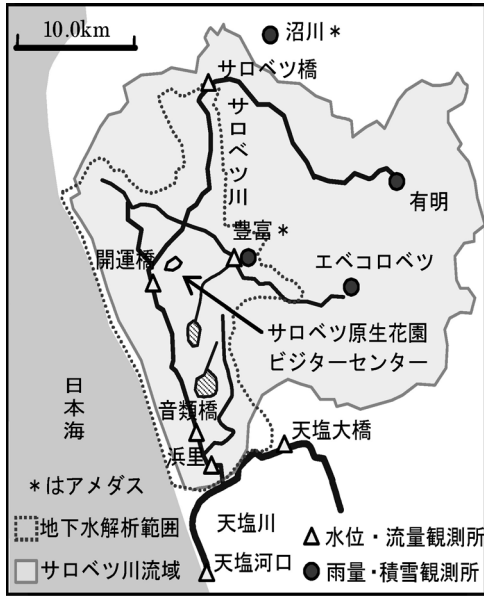 10.0km
沼川*
サロベツ橋
サロベツ川
有明
豊富*
エベコロベツ
開運橋
サロベツ原生花園
ビジターセンター
日本海
音類橋
浜里
天塩大橋
*はアメダス
地下水解析範囲
天塩川
水位・流量観測所
サロベツ川流域
天塩河口
雨量・積雪観測所